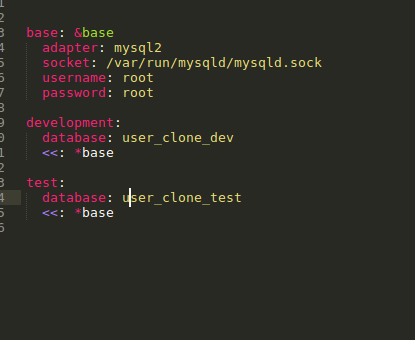 1
2
3 base: &base
4 adapter: mysql2
5 socket: /var/run/mysqld/mysqld.sock
6 username: root
7 password: root
8
9 development:
0 database: user_clone_dev
1 <<: *base
2
3 test:
4 database: user_clone_test
5 <<: *base
6